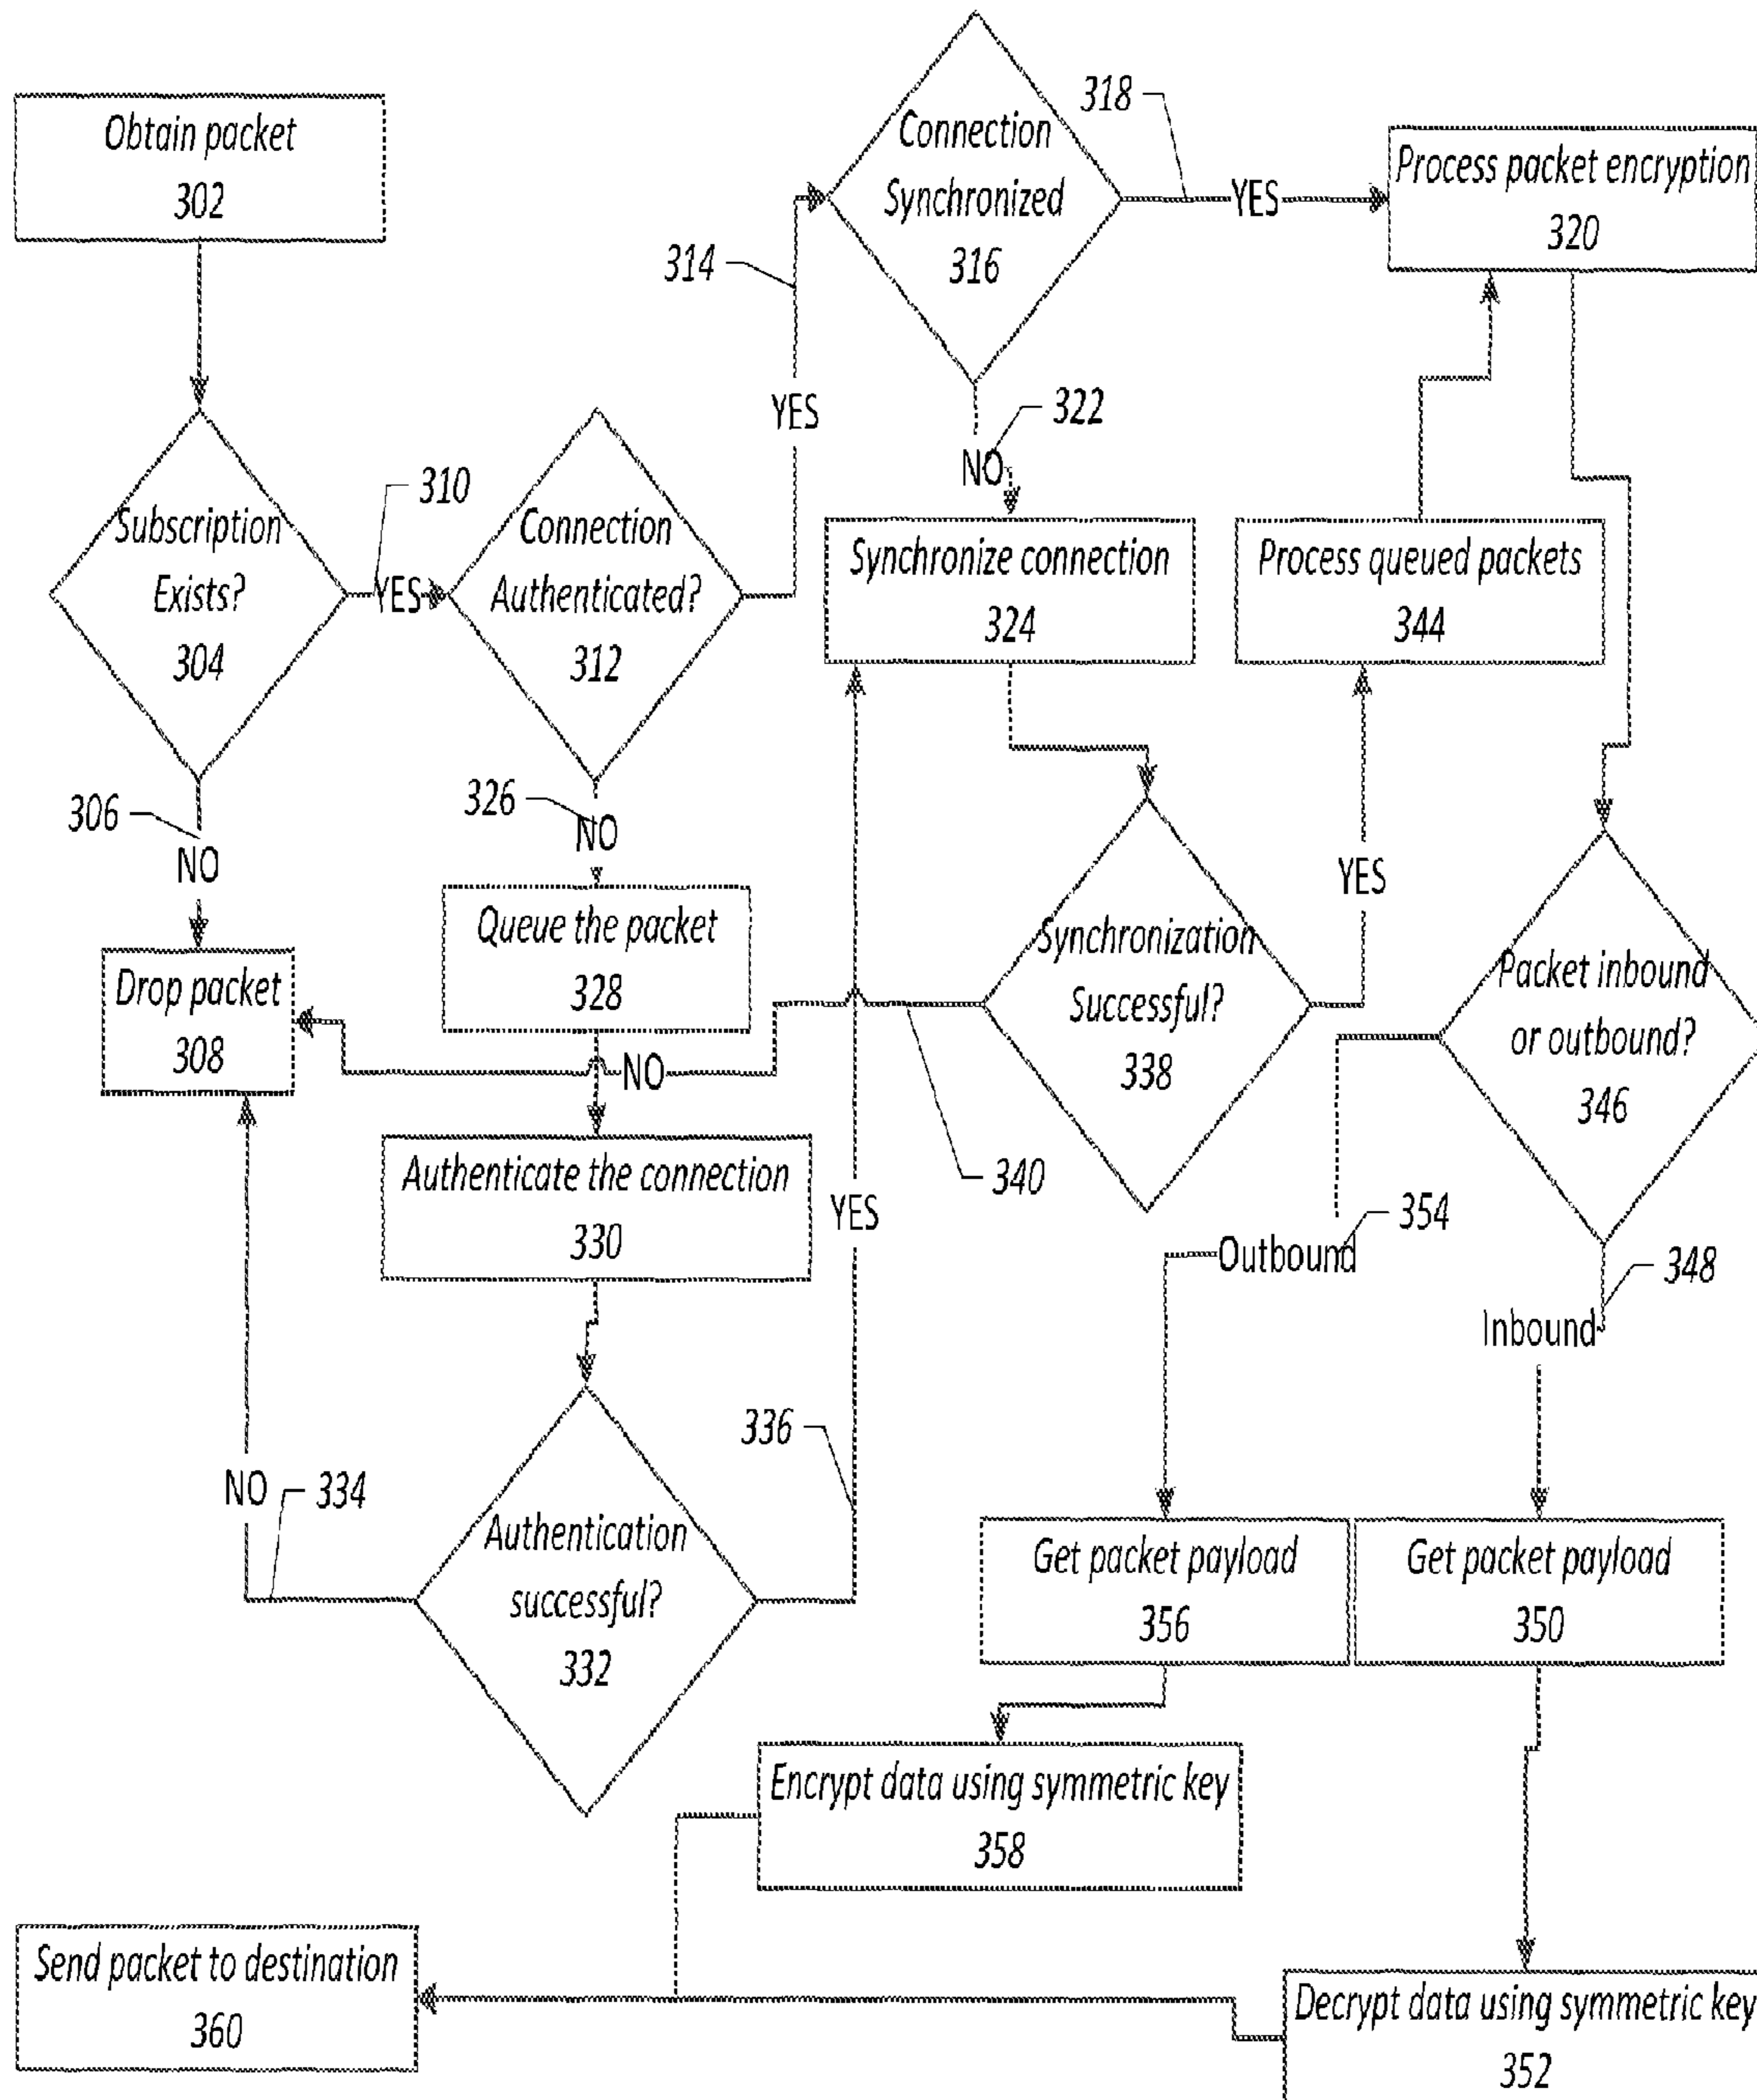 Obtain packet
302
Subscription
Exists?
304
306
NO
Drop packet
308
310
YES
Connection
Authenticated?
312
314
YES
Connection
Synchronized
316
318
YES
Process packet encryption
320
322
NO
Synchronize connection
324
326
NO
Queue the packet
328
Authenticate the connection
330
Authentication
successful?
332
NO
334
336
YES
Synchronization
Successful?
338
NO
340
YES
Process queued packets
344
Packet inbound
or outbound?
346
348
Inbound
Get packet payload
350
Decrypt data using symmetric key
352
354
Outbound
Get packet payload
356
Encrypt data using symmetric key
358
Send packet to destination
360